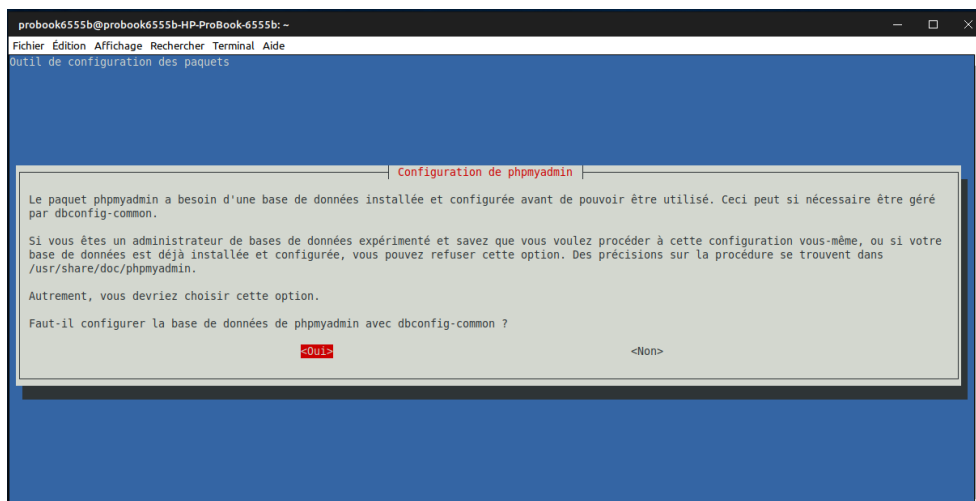 probook6555b@probook6555b-HP-ProBook-6555b: ~
Fichier Édition Affichage Rechercher Terminal Aide
Outil de configuration des paquets
Configuration de phpmyadmin
Le paquet phpmyadmin a besoin d'une base de données installée et configurée avant de pouvoir être utilisé. Ceci peut si nécessaire être géré
par dbconfig-common.
Si vous êtes un administrateur de bases de données expérimenté et savez que vous voulez procéder à cette configuration vous-même, ou si votre
base de données est déjà installée et configurée, vous pouvez refuser cette option. Des précisions sur la procédure se trouvent dans
/usr/share/doc/phpmyadmin.
Autrement, vous devriez choisir cette option.
Faut-il configurer la base de données de phpmyadmin avec dbconfig-common ?
<Oui> <Non>